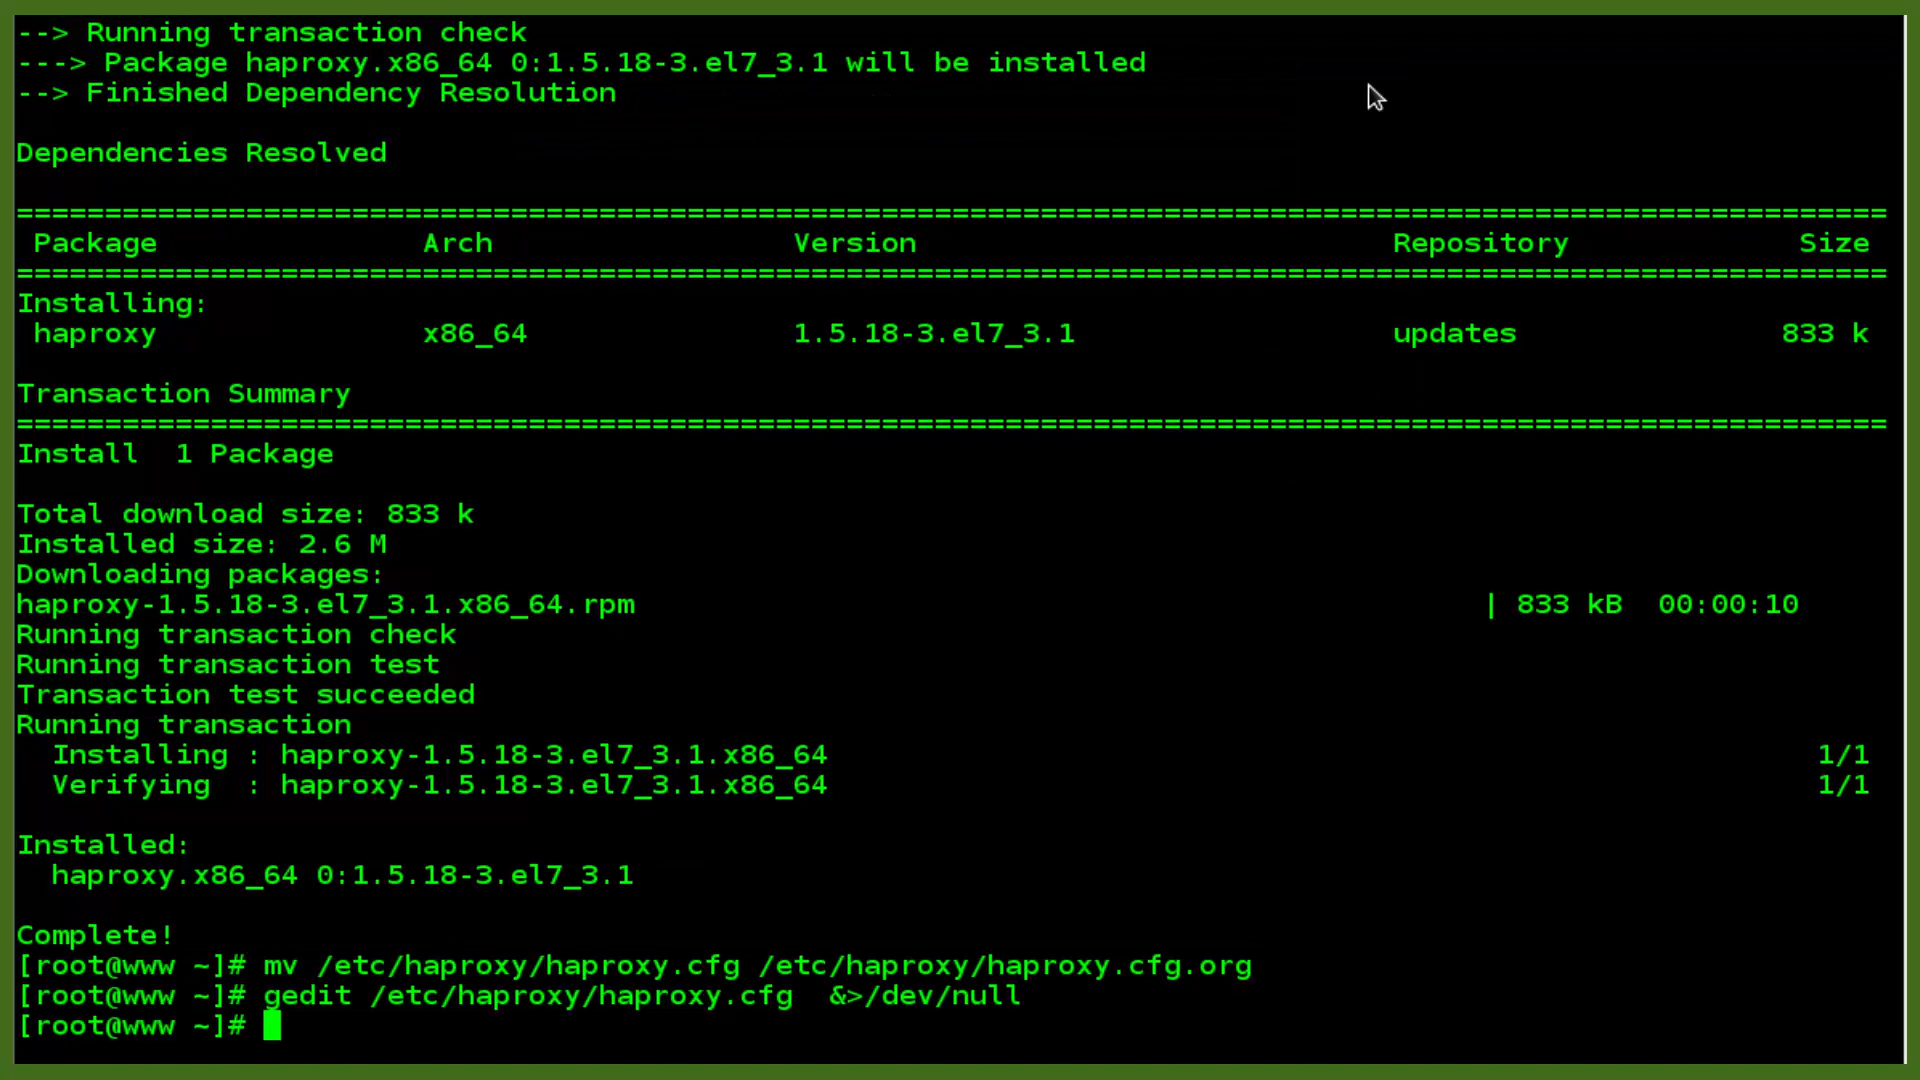 --> Running transaction check
---> Package haproxy.x86_64 0:1.5.18-3.el7_3.1 will be installed
--> Finished Dependency Resolution
Dependencies Resolved
==========================================================================================================
Package Arch Version Repository Size
==========================================================================================================
Installing:
haproxy x86_64 1.5.18-3.el7_3.1 updates 833 k
Transaction Summary
==========================================================================================================
Install  1 Package
Total download size: 833 k
Installed size: 2.6 M
Downloading packages:
haproxy-1.5.18-3.el7_3.1.x86_64.rpm | 833 kB  00:00:10
Running transaction check
Running transaction test
Transaction test succeeded
Running transaction
Installing : haproxy-1.5.18-3.el7_3.1.x86_64 1/1
Verifying  : haproxy-1.5.18-3.el7_3.1.x86_64 1/1
Installed:
haproxy.x86_64 0:1.5.18-3.el7_3.1
Complete!
[root@www ~]# mv /etc/haproxy/haproxy.cfg /etc/haproxy/haproxy.cfg.org
[root@www ~]# gedit /etc/haproxy/haproxy.cfg  &>/dev/null
[root@www ~]#